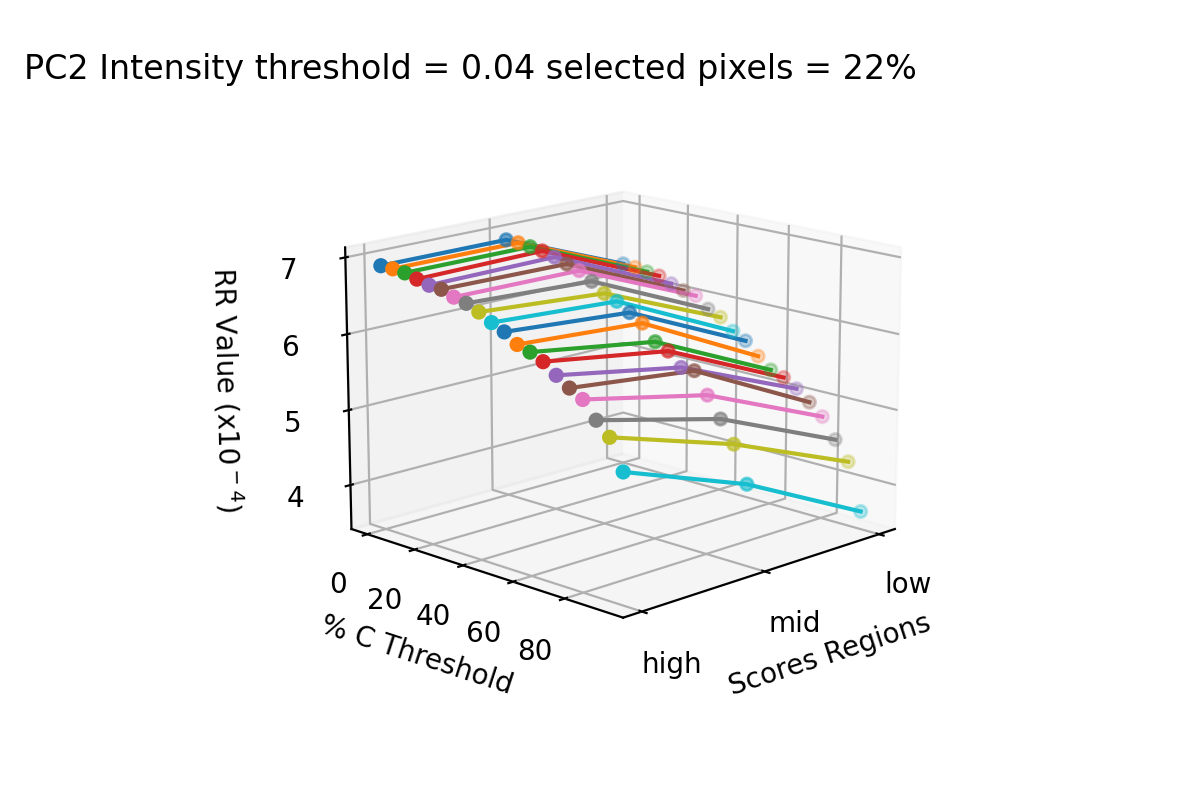 PC2 Intensity threshold = 0.04 selected pixels = 22%
7
6
5
4
RR Value (x10⁻⁴)
0
20
40
60
80
% C Threshold
high
mid
low
Scores Regions